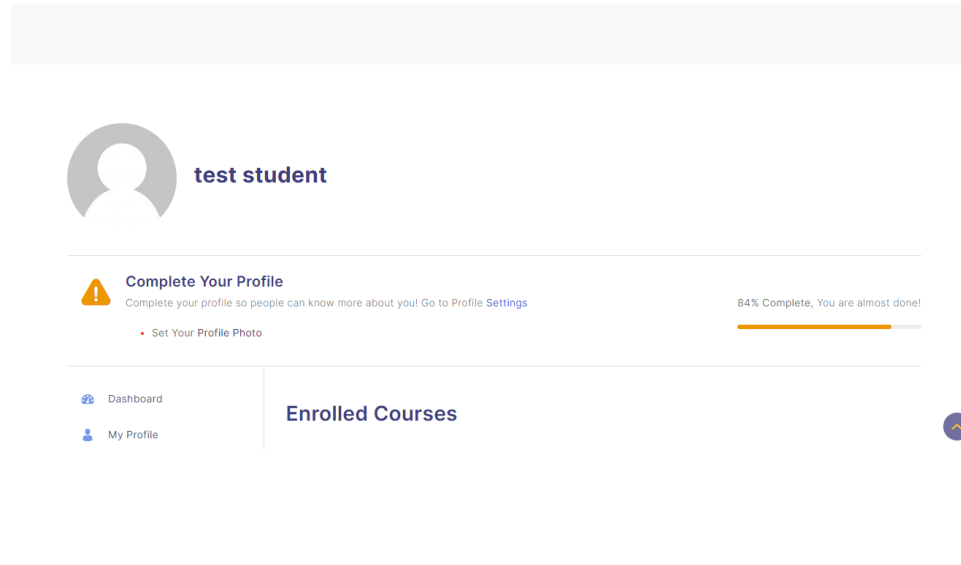 test student
Complete Your Profile
Complete your profile so people can know more about you! Go to Profile Settings
84% Complete, You are almost done!
Set Your Profile Photo
Dashboard
My Profile
Enrolled Courses